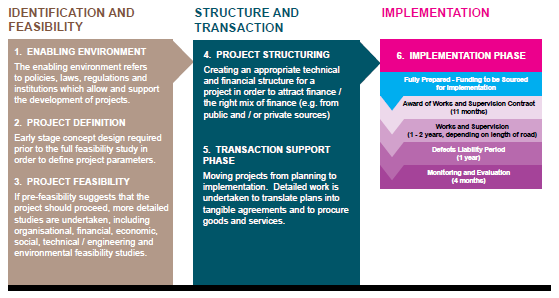 IDENTIFICATION AND
FEASIBILITY
1. ENABLING ENVIRONMENT
The enabling environment refers
to policies, laws, regulations and
institutions which allow and support
the development of projects.
2. PROJECT DEFINITION
Early stage concept design required
prior to the full feasibility study in
order to define project parameters.
3. PROJECT FEASIBILITY
If pre-feasibility suggests that the
project should proceed, more detailed
studies are undertaken, including
organisational, financial, economic,
social, technical / engineering and
environmental feasibility studies.
STRUCTURE AND
TRANSACTION
4. PROJECT STRUCTURING
Creating an appropriate technical
and financial structure for a
project in order to attract finance /
the right mix of finance (e.g. from
public and / or private sources)
5. TRANSACTION SUPPORT
PHASE
Moving projects from planning to
implementation. Detailed work is
undertaken to translate plans into
tangible agreements and to procure
goods and services.
IMPLEMENTATION
6. IMPLEMENTATION PHASE
Fully Prepared - Funding to be Sourced
for Implementation
Award of Works and Supervision Contract
(11 months)
Works and Supervision
(1 - 2 years, depending on length of road)
Defects Liability Period
(1 year)
Monitoring and Evaluation
(4 months)